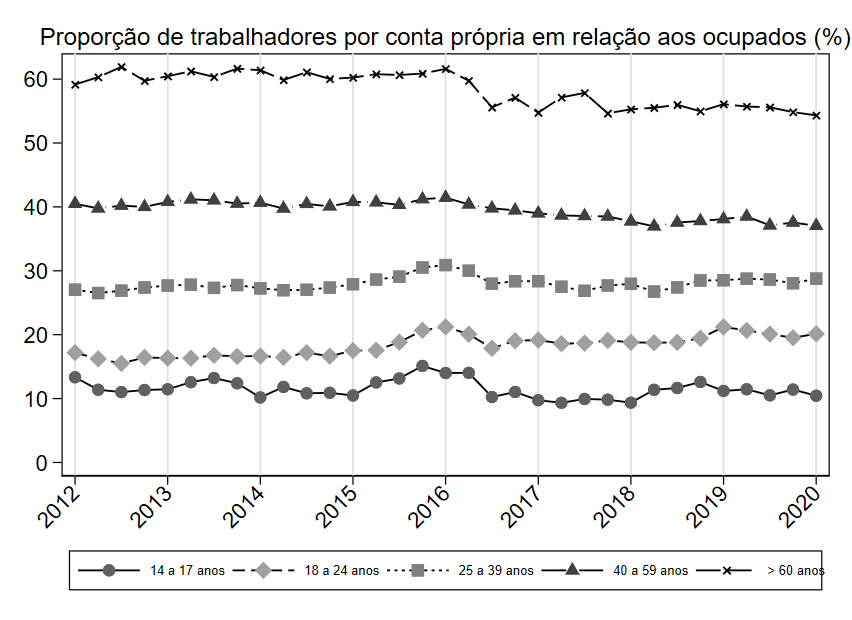 Proporção de trabalhadores por conta própria em relação aos ocupados (%)
60
50
40
30
20
10
0
2012 2013 2014 2015 2016 2017 2018 2019 2020
14 a 17 anos 18 a 24 anos 25 a 39 anos 40 a 59 anos > 60 anos